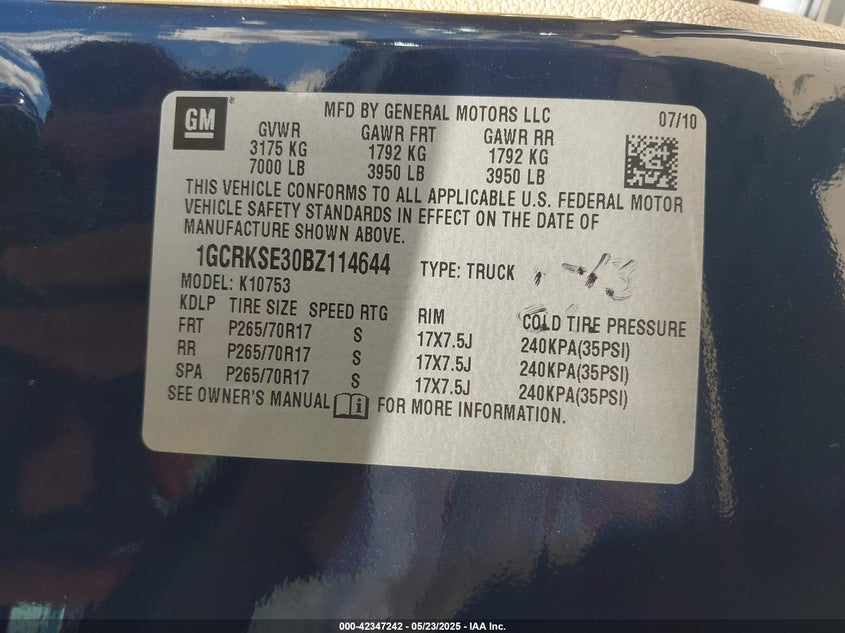 GM®
MFD BY GENERAL MOTORS LLC 07/10
GVWR GAWR FRT GAWR RR
3175 KG 1792 KG 1792 KG
7000 LB 3950 LB 3950 LB
THIS VEHICLE CONFORMS TO ALL APPLICABLE U.S. FEDERAL MOTOR
VEHICLE SAFETY STANDARDS IN EFFECT ON THE DATE OF
MANUFACTURE SHOWN ABOVE.
1GCRKSE30BZ114644 TYPE: TRUCK
MODEL: K10753
KDLP TIRE SIZE SPEED RTG RIM COLD TIRE PRESSURE
FRT P265/70R17 S 17X7.5J 240KPA(35PSI)
RR P265/70R17 S 17X7.5J 240KPA(35PSI)
SPA P265/70R17 S 17X7.5J 240KPA(35PSI)
SEE OWNER'S MANUAL FOR MORE INFORMATION.
000-42347242 - 05/23/2025 - IAA Inc.